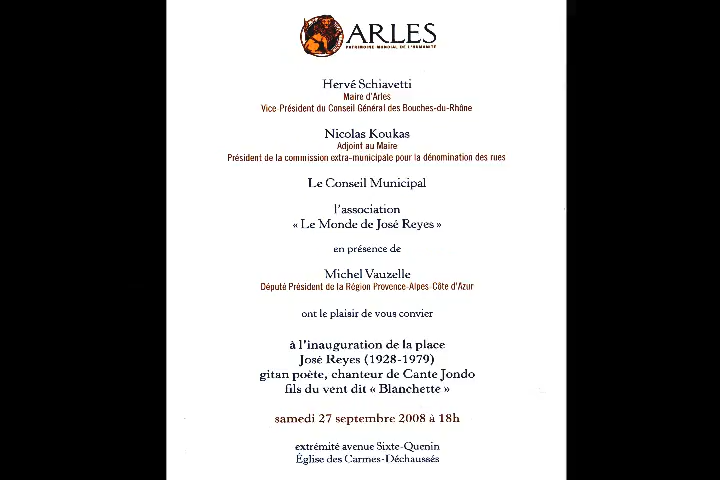 ARLES
PATRIMOINE MONDIAL DE L'HUMANITÉ
Hervé Schiavetti
Maire d'Arles
Vice-Président du Conseil Général des Bouches-du-Rhône
Nicolas Koukas
Adjoint au Maire
Président de la commission extra-municipale pour la dénomination des rues
Le Conseil Municipal
l'association
« Le Monde de José Reyes »
en présence de
Michel Vauzelle
Député Président de la Région Provence-Alpes-Côte d'Azur
ont le plaisir de vous convier
à l'inauguration de la place
José Reyes (1928-1979)
gitan poète, chanteur de Cante Jondo
fils du vent dit « Blanchette »
samedi 27 septembre 2008 à 18h
extrémité avenue Sixte-Quenin
Église des Carmes-Déchaussés